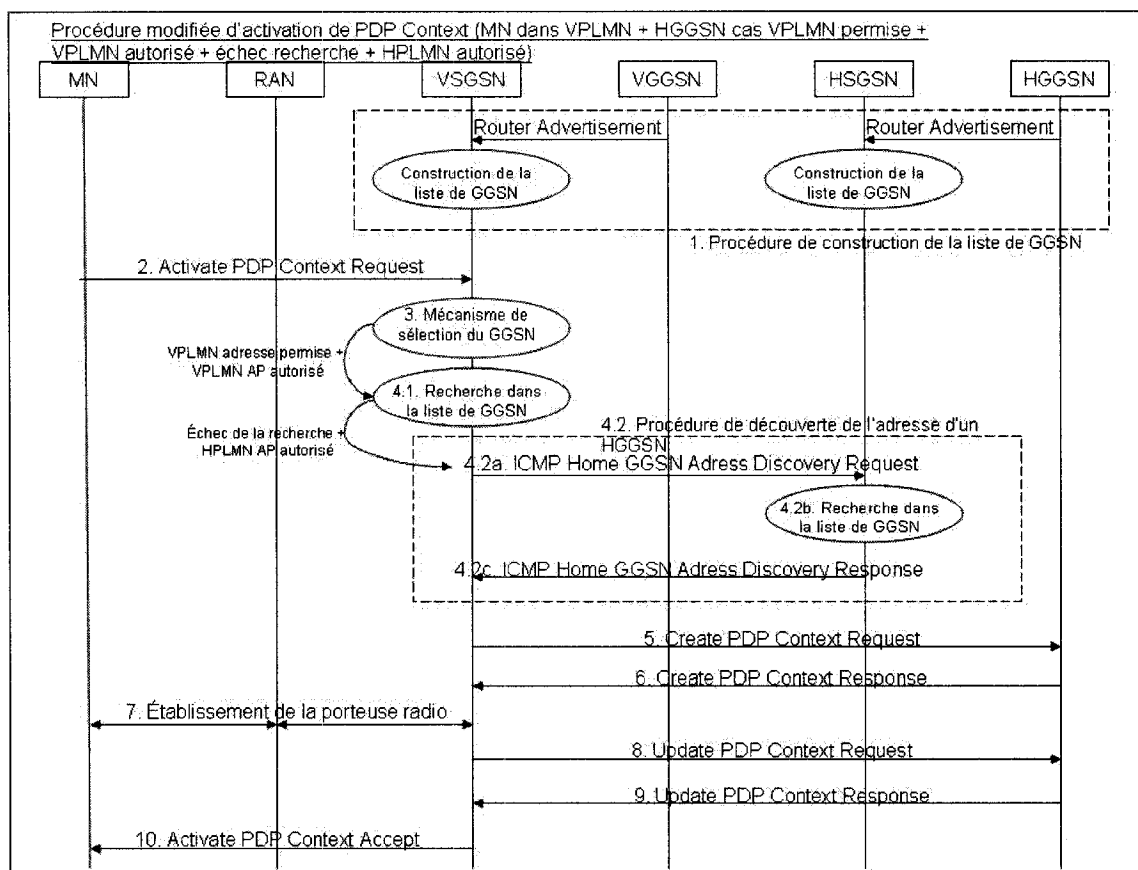 Procédure modifiée d'activation de PDP Context (MN dans VPLMN + HGGSN cas VPLMN permise +
VPLMN autorisé + échec recherche + HPLMN autorisé)
MN
RAN
VSGSN
VGGSN
HSGSN
HGGSN
Router Advertisement
Router Advertisement
Construction de la
liste de GGSN
Construction de la
liste de GGSN
1. Procédure de construction de la liste de GGSN
2. Activate PDP Context Request
3. Mécanisme de
sélection du GGSN
VPLMN adresse permise +
VPLMN AP autorisé
4.1. Recherche dans
la liste de GGSN
Échec de la recherche +
HPLMN AP autorisé
4.2. Procédure de découverte de l'adresse d'un
HGGSN
4.2a. ICMP Home GGSN Adress Discovery Request
4.2b. Recherche dans
la liste de GGSN
4.2c. ICMP Home GGSN Adress Discovery Response
5. Create PDP Context Request
6. Create PDP Context Response
7. Établissement de la porteuse radio
8. Update PDP Context Request
9. Update PDP Context Response
10. Activate PDP Context Accept